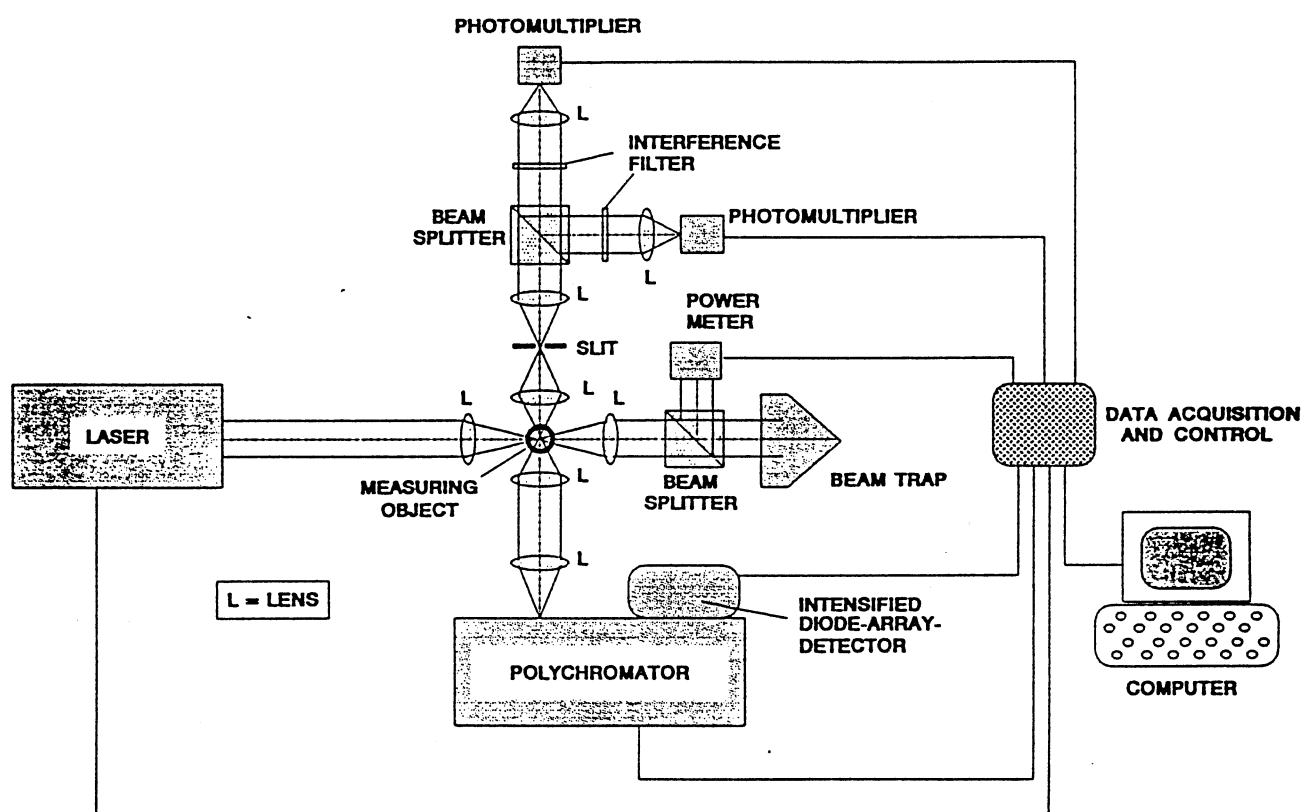 PHOTOMULTIPLIER
L
INTERFERENCE
FILTER
BEAM
SPLITTER
PHOTOMULTIPLIER
L
L
POWER
METER
SLIT
L
L
L
LASER
DATA ACQUISITION
AND CONTROL
MEASURING
OBJECT
L
BEAM
SPLITTER
BEAM TRAP
L
L = LENS
INTENSIFIED
DIODE-ARRAY-
DETECTOR
POLYCHROMATOR
COMPUTER